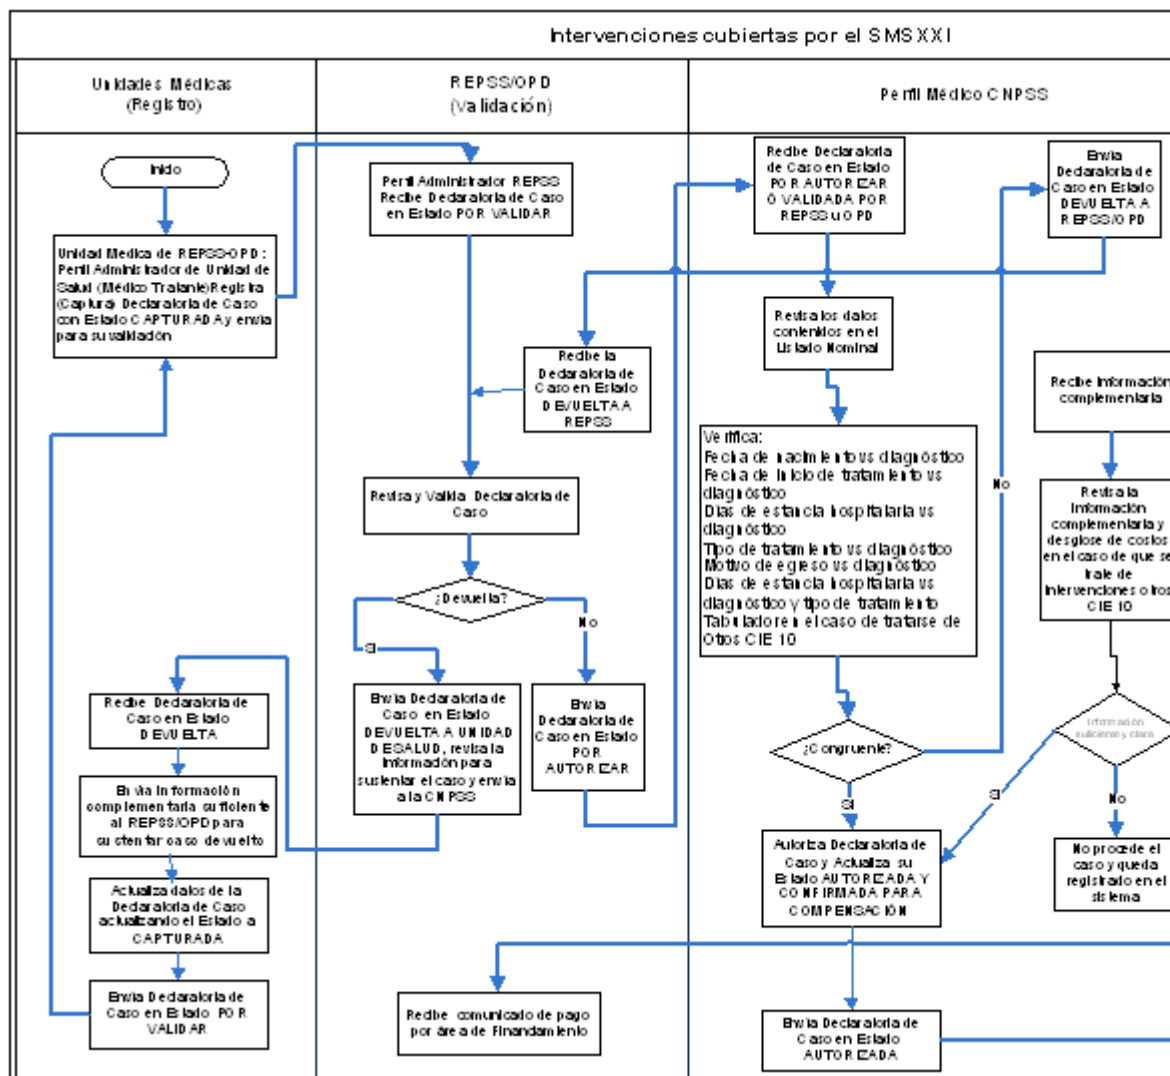 Intervenciones cubiertas por el SMSXXI
Unidades Médicas
(Registro)
REPSS/OPD
(Validación)
Perfil Médico CNPSS
Inicio
Unidad Medica de REPSS-OPD :
Perfil Administrador de Unidad de
Salud (Médico Tratante)Registra
(Captura) Declaratoria de Caso
con Estado CAPTURADA y envia
para su validación
Recibe Declaratoria de
Caso en Estado
DEVUELTA
Envia información
complementaria suficiente
al REPSS/OPD para
sustentar caso devuelto
Actualiza datos de la
Declaratoria de Caso
actualizando el Estado a
CAPTURADA
Envia Declaratoria de
Caso en Estado POR
VALIDAR
Perfil Administrador REPSS
Recibe Declaratoria de Caso
en Estado POR VALIDAR
Recibe la
Declaratoria de
Caso en Estado
DEVUELTA A
REPSS
Revisa y Valida Declaratoria de
Caso
¿Devuelta?
Si
No
Envía Declaratoria de
Caso en Estado
DEVUELTA A UNIDAD
DE SALUD, revisa la
información para
sustentar el caso y envía
a la CNPSS
Envía
Declaratoria de
Caso en Estado
POR
AUTORIZAR
Recibe comunicado de pago
por área de Financiamiento
Recibe Declaratoria
de Caso en Estado
POR AUTORIZAR
Ó VALIDADA POR
REPSS u OPD
Revisa los datos
contenidos en el
Listado Nominal
Verifica:
Fecha de nacimiento vs diagnóstico
Fecha de inicio de tratamiento vs
diagnóstico
Días de estancia hospitalaria vs
diagnóstico
Tipo de tratamiento vs diagnóstico
Motivo de egreso vs diagnóstico
Días de estancia hospitalaria vs
diagnóstico y tipo de tratamiento
Tabulador en el caso de tratarse de
Otros CIE 10
¿Congruente?
Si
No
Autoriza Declaratoria de
Caso y Actualiza su
Estado AUTORIZADA Y
CONFIRMADA PARA
COMPENSACIÓN
Envía Declaratoria de
Caso en Estado
AUTORIZADA
Envía
Declaratoria de
Caso en Estado
DEVUELTA A
REPSS/OPD
Recibe información
complementaria
Revisa la
información
complementaria y
desglose de costos
en el caso de que se
trate de
intervenciones otros
CIE 10
Información
suficiente y clara
Si
No
No procede el
caso y queda
registrado en el
sistema